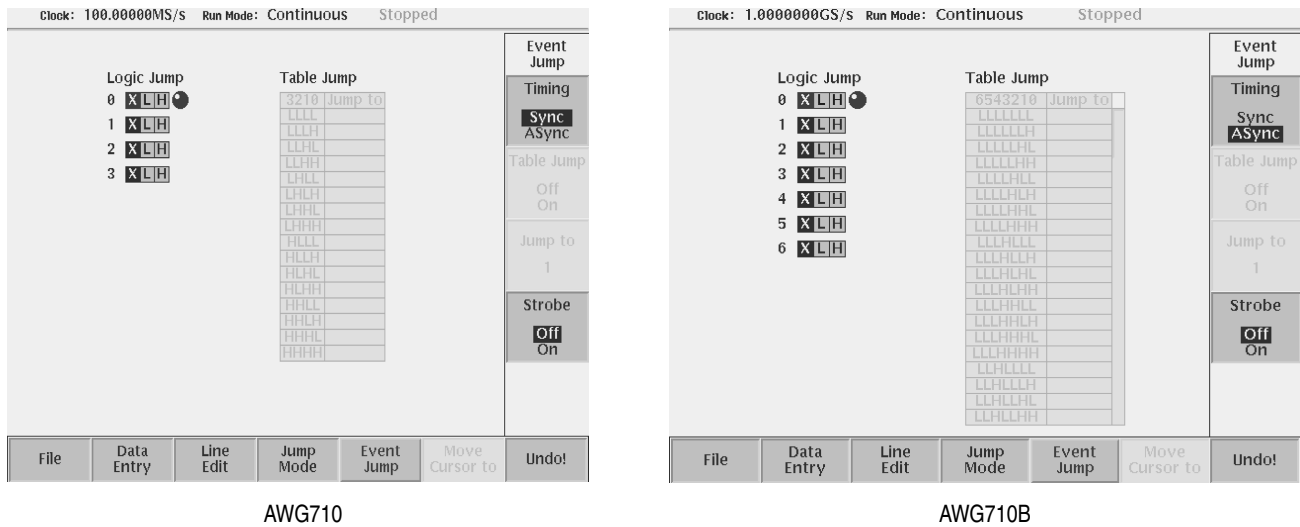 Clock: 100.00000MS/s Run Mode: Continuous Stopped
Logic Jump
0 X L H
1 X L H
2 X L H
3 X L H
Table Jump
3210 Jump to
LLLL
LLLH
LLHL
LLHH
LHLL
LHLH
LHHL
LHHH
HLLL
HLLH
HLHL
HLHH
HHLL
HHLH
HHHL
HHHH
Event
Jump
Timing
Sync
ASync
Table Jump
Off
On
Jump to
1
Strobe
Off
On
File
Data
Entry
Line
Edit
Jump
Mode
Event
Jump
Move
Cursor to
Undo!
AWG710
Clock: 1.0000000GS/s Run Mode: Continuous Stopped
Logic Jump
0 X L H
1 X L H
2 X L H
3 X L H
4 X L H
5 X L H
6 X L H
Table Jump
6543210 Jump to
LLLLLLL
LLLLLLH
LLLLLHL
LLLLLHH
LLLLHLL
LLLLHLH
LLLLHHL
LLLLHHH
LLLHLLL
LLLHLLH
LLLHLHL
LLLHLHH
LLLHHLL
LLLHHLH
LLLHHHL
LLLHHHH
LLHLLLL
LLHLLLH
LLHLLHL
LLHLLHH
Event
Jump
Timing
Sync
ASync
Table Jump
Off
On
Jump to
1
Strobe
Off
On
File
Data
Entry
Line
Edit
Jump
Mode
Event
Jump
Move
Cursor to
Undo!
AWG710B